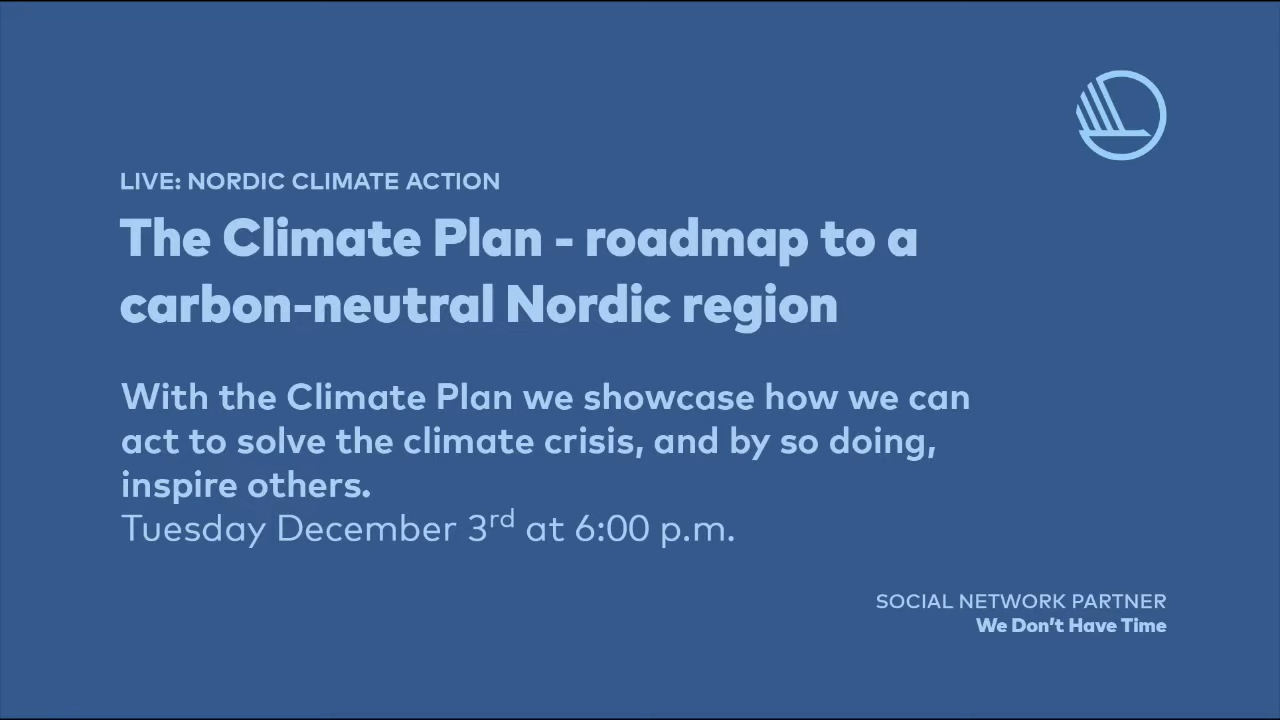 LIVE: NORDIC CLIMATE ACTION
The Climate Plan - roadmap to a
carbon-neutral Nordic region
With the Climate Plan we showcase how we can
act to solve the climate crisis, and by so doing,
inspire others.
Tuesday December 3rd at 6:00 p.m.
SOCIAL NETWORK PARTNER
We Don't Have Time